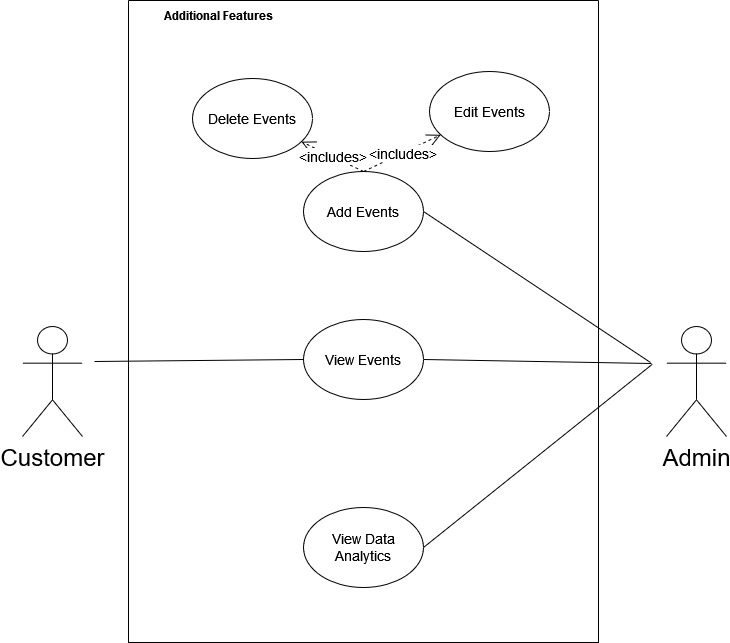 Additional Features
Delete Events
Edit Events
<includes>
<includes>
Add Events
View Events
Customer
Admin
View Data
Analytics